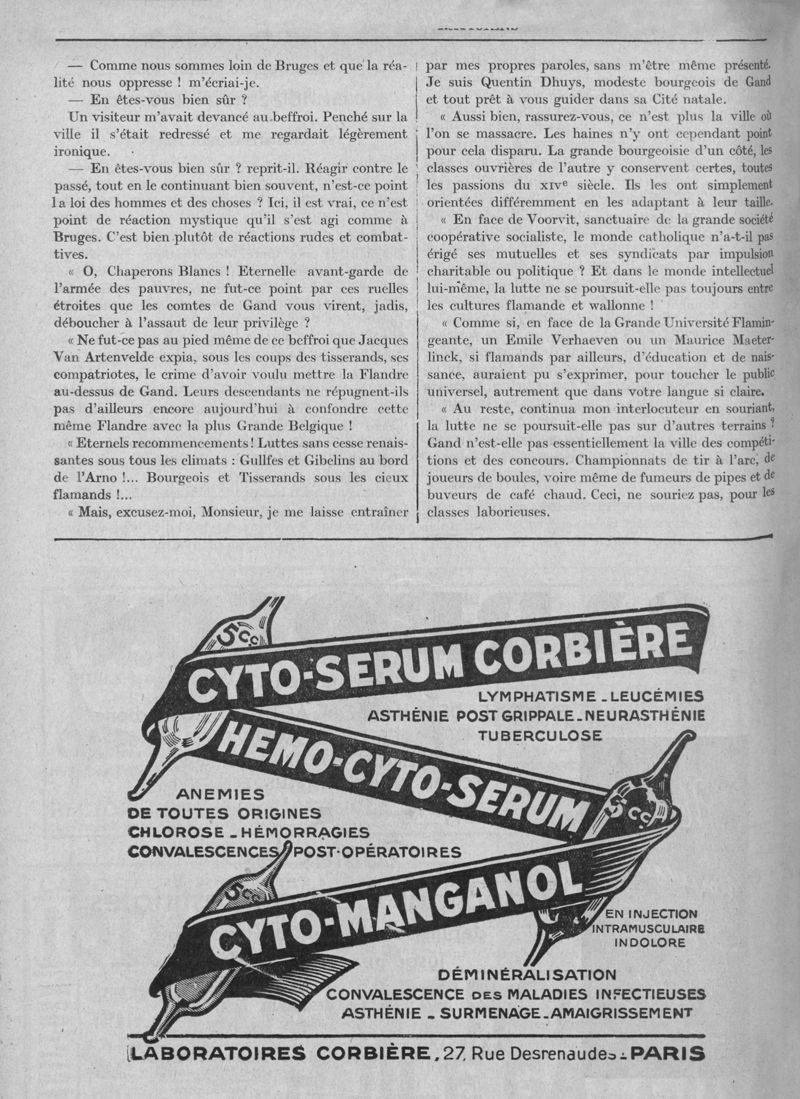 — Comme nous sommes loin de Bruges et que la réa-
lité nous oppresse ! m'écriai-je.
— En êtes-vous bien sûr ?
Un visiteur m'avait devancé au beffroi. Penché sur la
ville il s'était redressé et me regardait légèrement
ironique.
— En êtes-vous bien sûr ? reprit-il. Réagir contre le
passé, tout en le continuant bien souvent, n'est-ce point
la loi des hommes et des choses ? Ici, il est vrai, ce n'est
point de réaction mystique qu'il s'est agi comme à
Bruges. C'est bien plutôt de réactions rudes et combat-
tives.
« O, Chaperons Blancs ! Eternelle avant-garde de
l'armée des pauvres, ne fut-ce point par ces ruelles
étroites que les comtes de Gand vous virent, jadis,
déboucher à l'assaut de leur privilège ?
« Ne fut-ce pas au pied même de ce beffroi que Jacques
Van Artenvelde expia, sous les coups des tisserands, ses
compatriotes, le crime d'avoir voulu mettre la Flandre
au-dessus de Gand. Leurs descendants ne répugnent-ils
pas d'ailleurs encore aujourd'hui à confondre cette
même Flandre avec la plus Grande Belgique !
« Eternels recommencements ! Luttes sans cesse renais-
santes sous tous les climats : Gullfes et Gibelins au bord
de l'Arno !... Bourgeois et Tisserands sous les cieux
flamands !...
« Mais, excusez-moi, Monsieur, je me laisse entraîner
par mes propres paroles, sans m'être même présenté.
Je suis Quentin Dhuys, modeste bourgeois de Gand
et tout prêt à vous guider dans sa Cité natale.
« Aussi bien, rassurez-vous, ce n'est plus la ville où
l'on se massacre. Les haines n'y ont cependant point
pour cela disparu. La grande bourgeoisie d'un côté, les
classes ouvrières de l'autre y conservent certes, toutes
les passions du XIVe siècle. Ils les ont simplement
orientées différemment en les adaptant à leur taille.
« En face de Voorvit, sanctuaire de la grande société
coopérative socialiste, le monde catholique n'a-t-il pas
érigé ses mutuelles et ses syndicats par impulsion
charitable ou politique ? Et dans le monde intellectuel
lui-même, la lutte ne se poursuit-elle pas toujours entre
les cultures flamande et wallonne !
« Comme si, en face de la Grande Université Flamin-
geante, un Emile Verhaeven ou un Maurice Maeter-
linck, si flamands par ailleurs, d'éducation et de nais-
sance, auraient pu s'exprimer, pour toucher le public
universel, autrement que dans votre langue si claire.
« Au reste, continua mon interlocuteur en souriant,
la lutte ne se poursuit-elle pas sur d'autres terrains ?
Gand n'est-elle pas essentiellement la ville des compéti-
tions et des concours. Championnats de tir à l'arc, de
joueurs de boules, voire même de fumeurs de pipes et de
buveurs de café chaud. Ceci, ne souriez pas, pour les
classes laborieuses.
5cc
CYTO-SERUM CORBIÈRE
LYMPHATISME - LEUCÉMIES
ASTHÉNIE POST GRIPPALE - NEURASTHÉNIE
TUBERCULOSE
HEMO-CYTO-SERUM
5cc
ANEMIES
DE TOUTES ORIGINES
CHLOROSE - HÉMORRAGIES
CONVALESCENCES POST-OPÉRATOIRES
5cc
CYTO-MANGANOL
EN INJECTION
INTRAMUSCULAIRE
INDOLORE
DÉMINÉRALISATION
CONVALESCENCE DES MALADIES INFECTIEUSES
ASTHÉNIE - SURMENAGE - AMAIGRISSEMENT
LABORATOIRES CORBIÈRE, 27, Rue Desrenaudes - PARIS